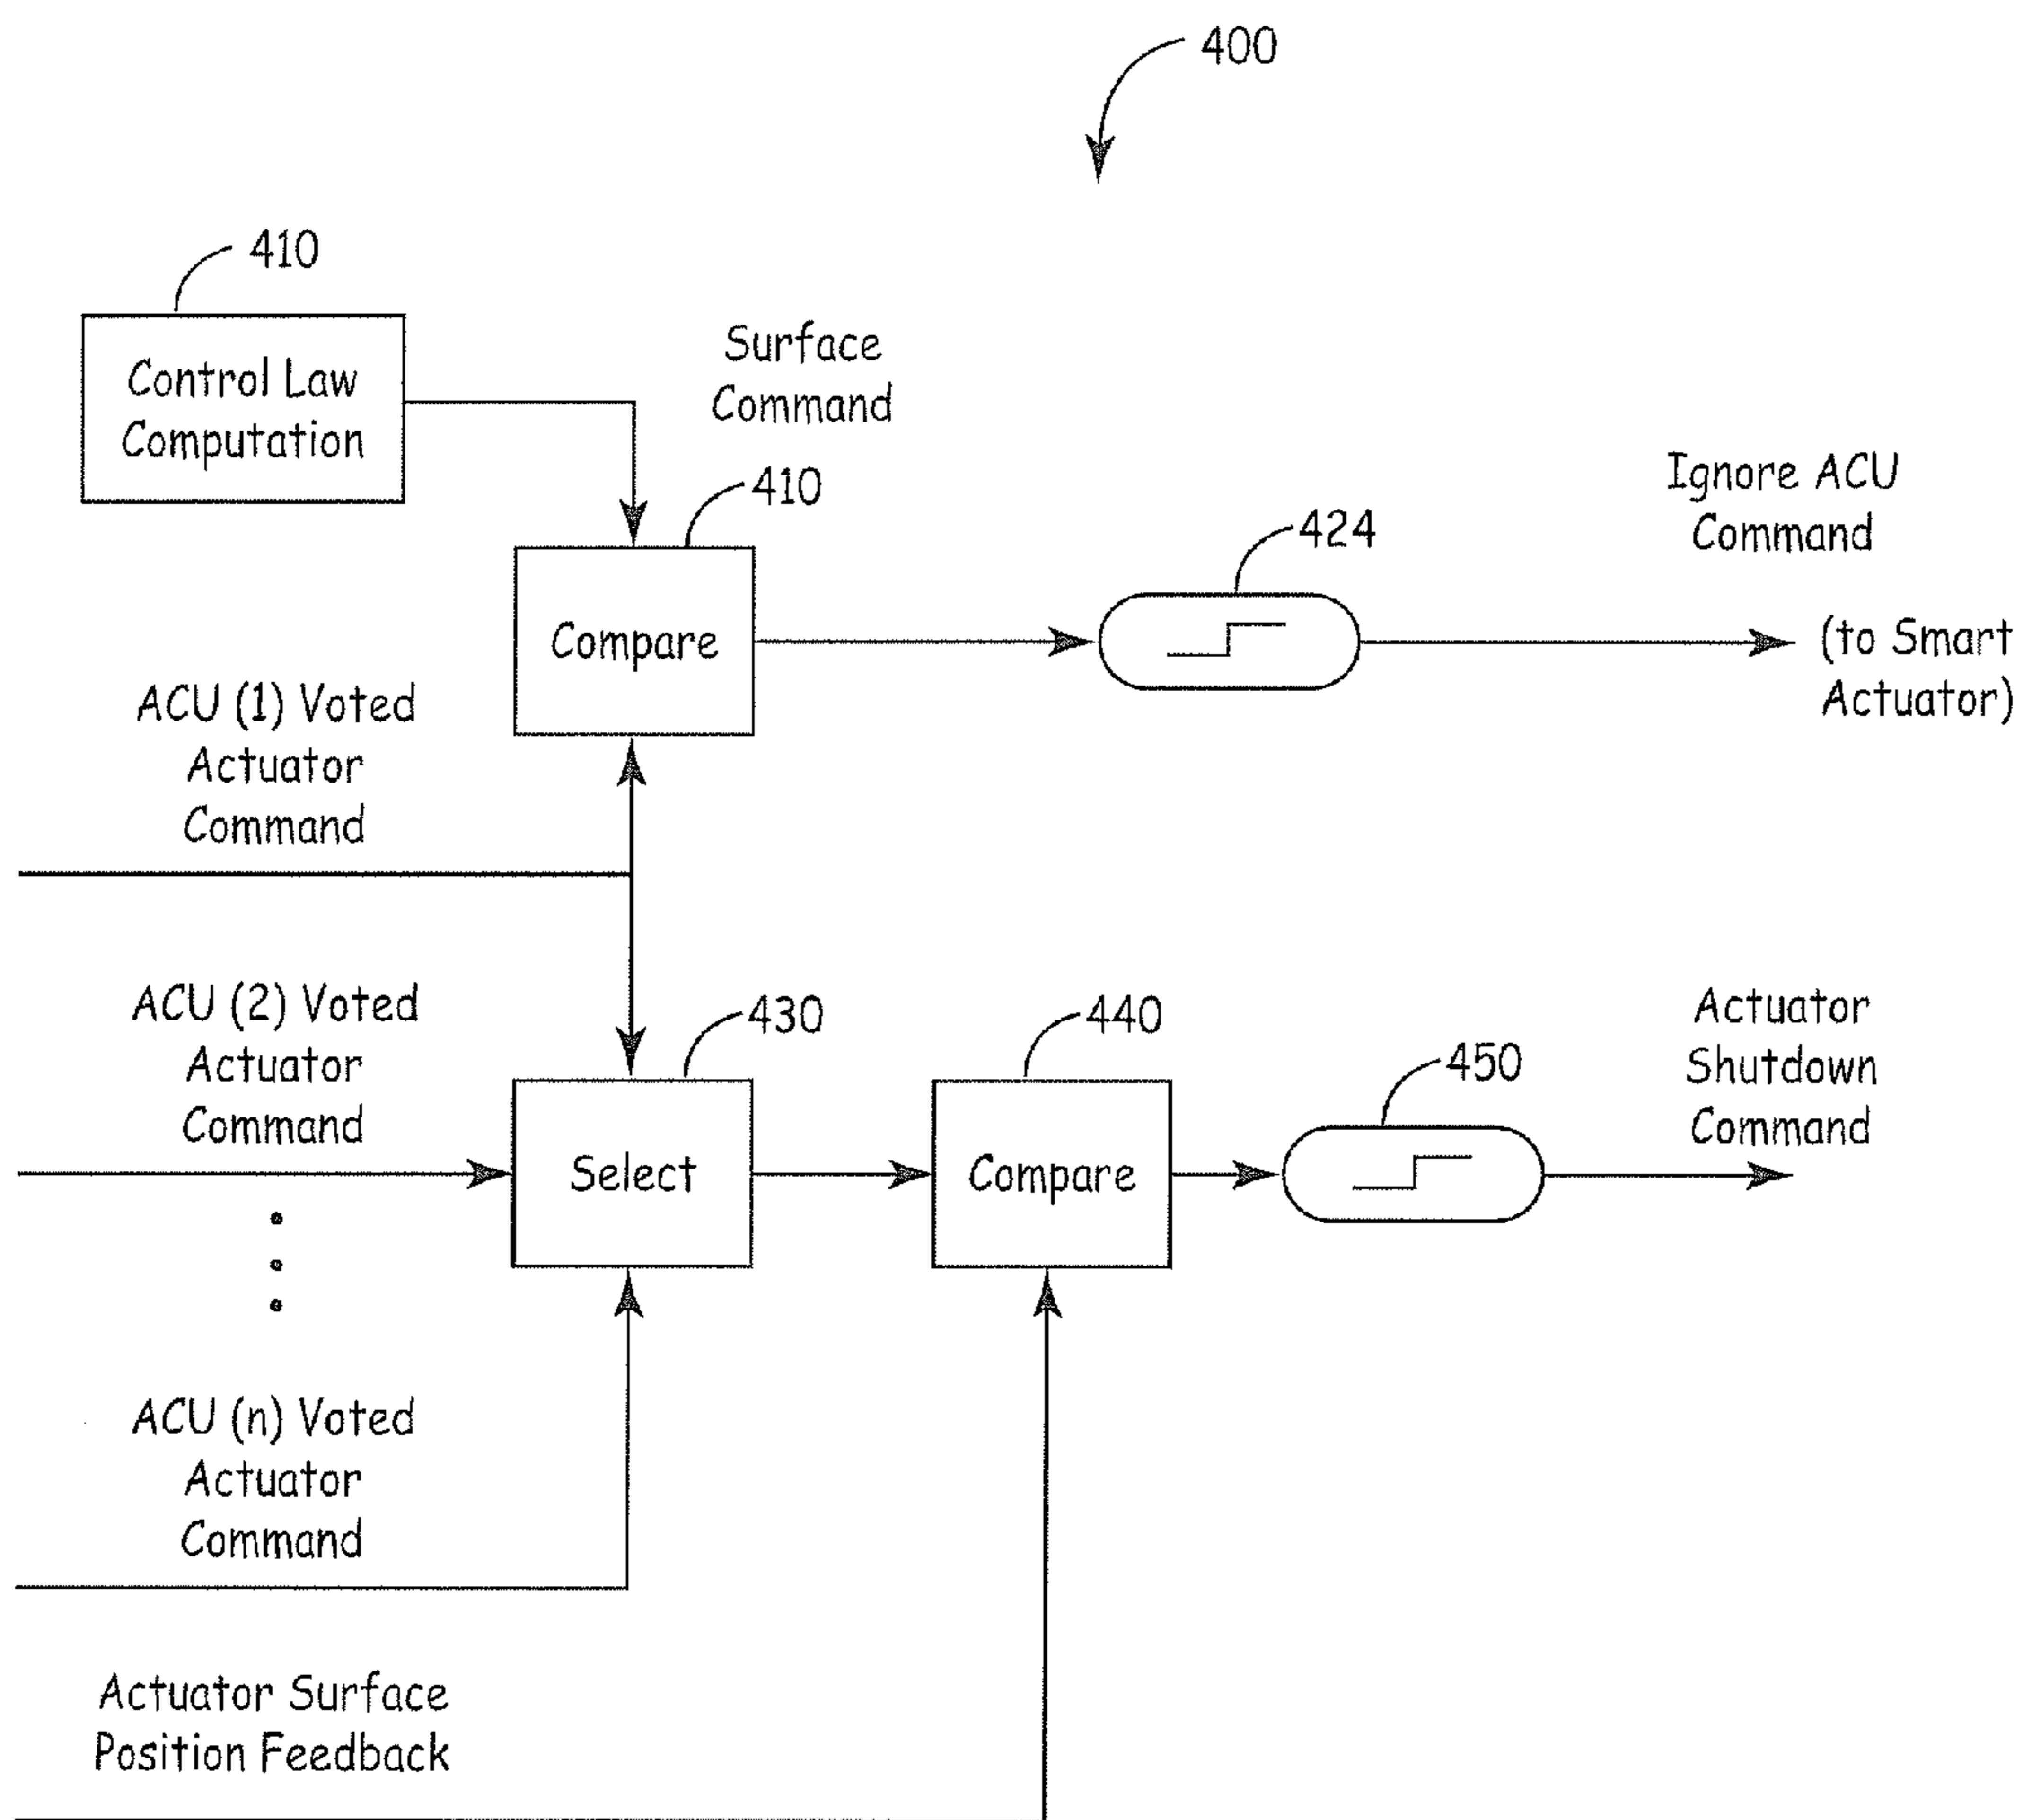 400
410
Control Law
Computation
Surface
Command
410
Compare
424
Ignore ACU
Command
(to Smart
Actuator)
ACU (1) Voted
Actuator
Command
ACU (2) Voted
Actuator
Command
430
Select
440
Compare
450
Actuator
Shutdown
Command
ACU (n) Voted
Actuator
Command
Actuator Surface
Position Feedback